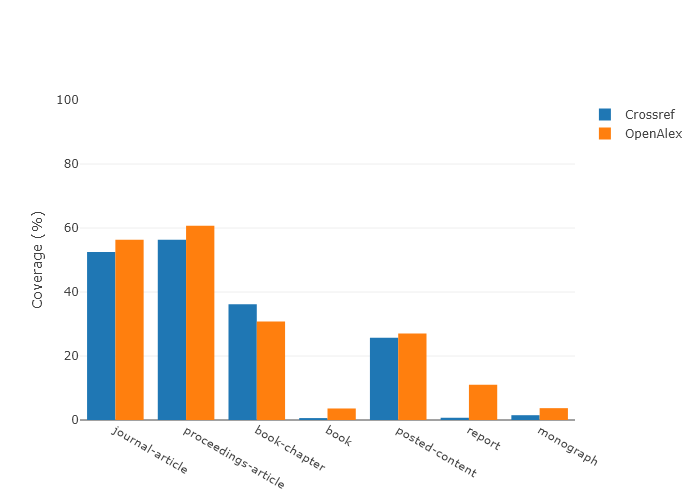 100
80
60
40
20
0
Coverage (%)
journal-article
proceedings-article
book-chapter
book
posted-content
report
monograph
Crossref
OpenAlex